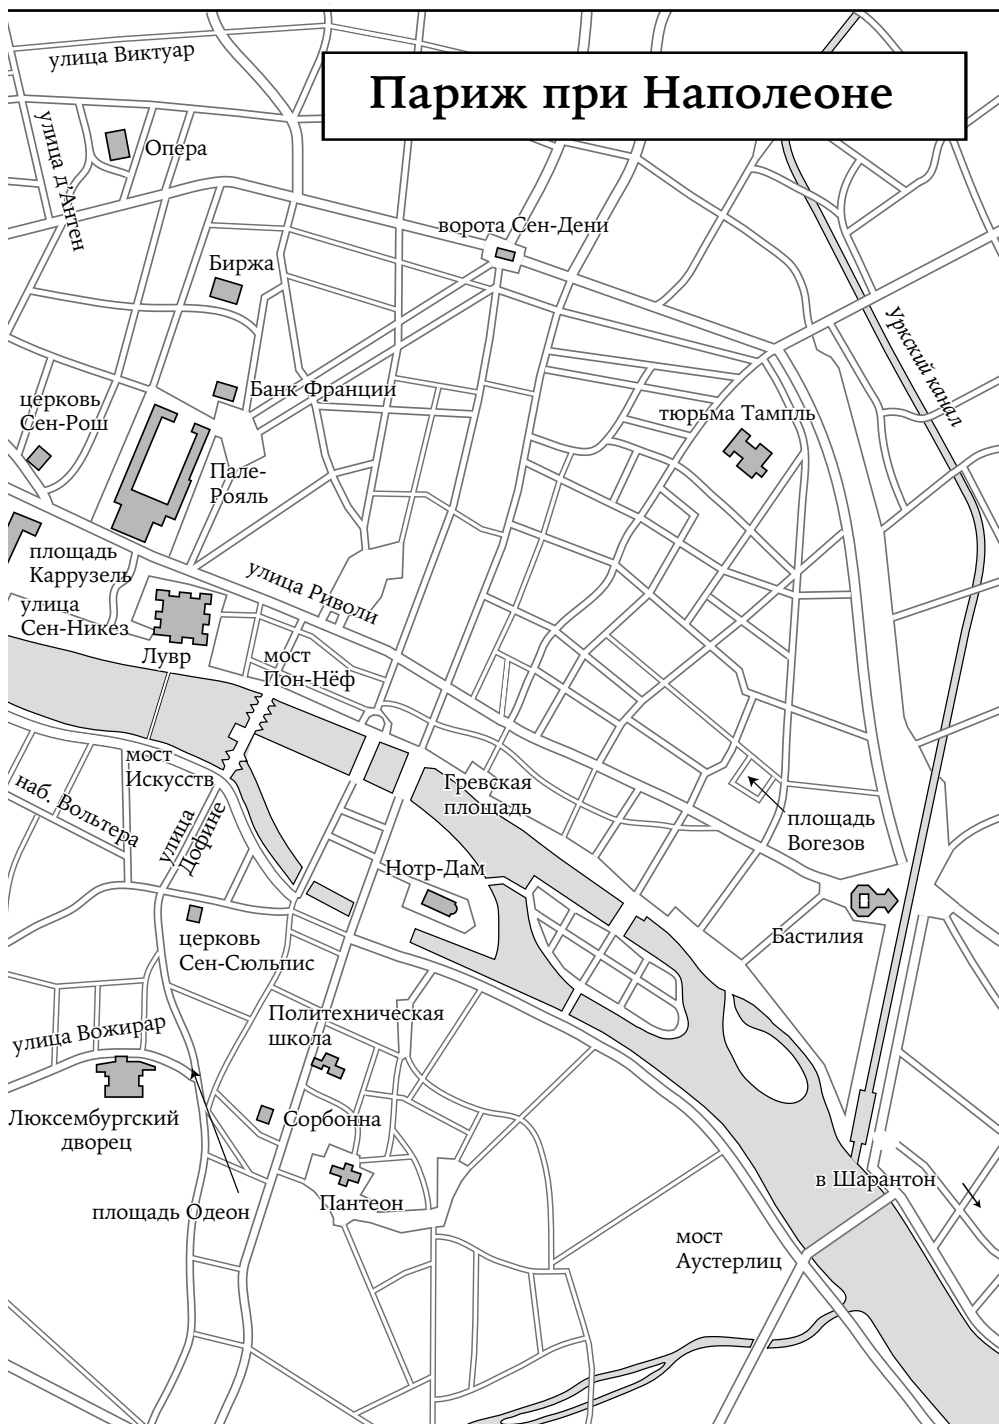 Париж при Наполеоне
улица Виктуар
улица д'Антен
Опера
ворота Сен-Дени
Биржа
Уркский канал
Банк Франции
церковь
Сен-Рош
тюрьма Тампль
Пале-
Рояль
площадь
Каррузель
улица Риволи
улица
Сен-Никез
Лувр
мост
Пон-Нёф
мост
Искусств
наб. Вольтера
улица
Дофине
Гревская
площадь
площадь
Вогезов
Нотр-Дам
Бастилия
церковь
Сен-Сюльпис
Политехническая
школа
улица Вожирар
Люксембургский
дворец
Сорбонна
в Шарантон
площадь Одеон
Пантеон
мост
Аустерлиц